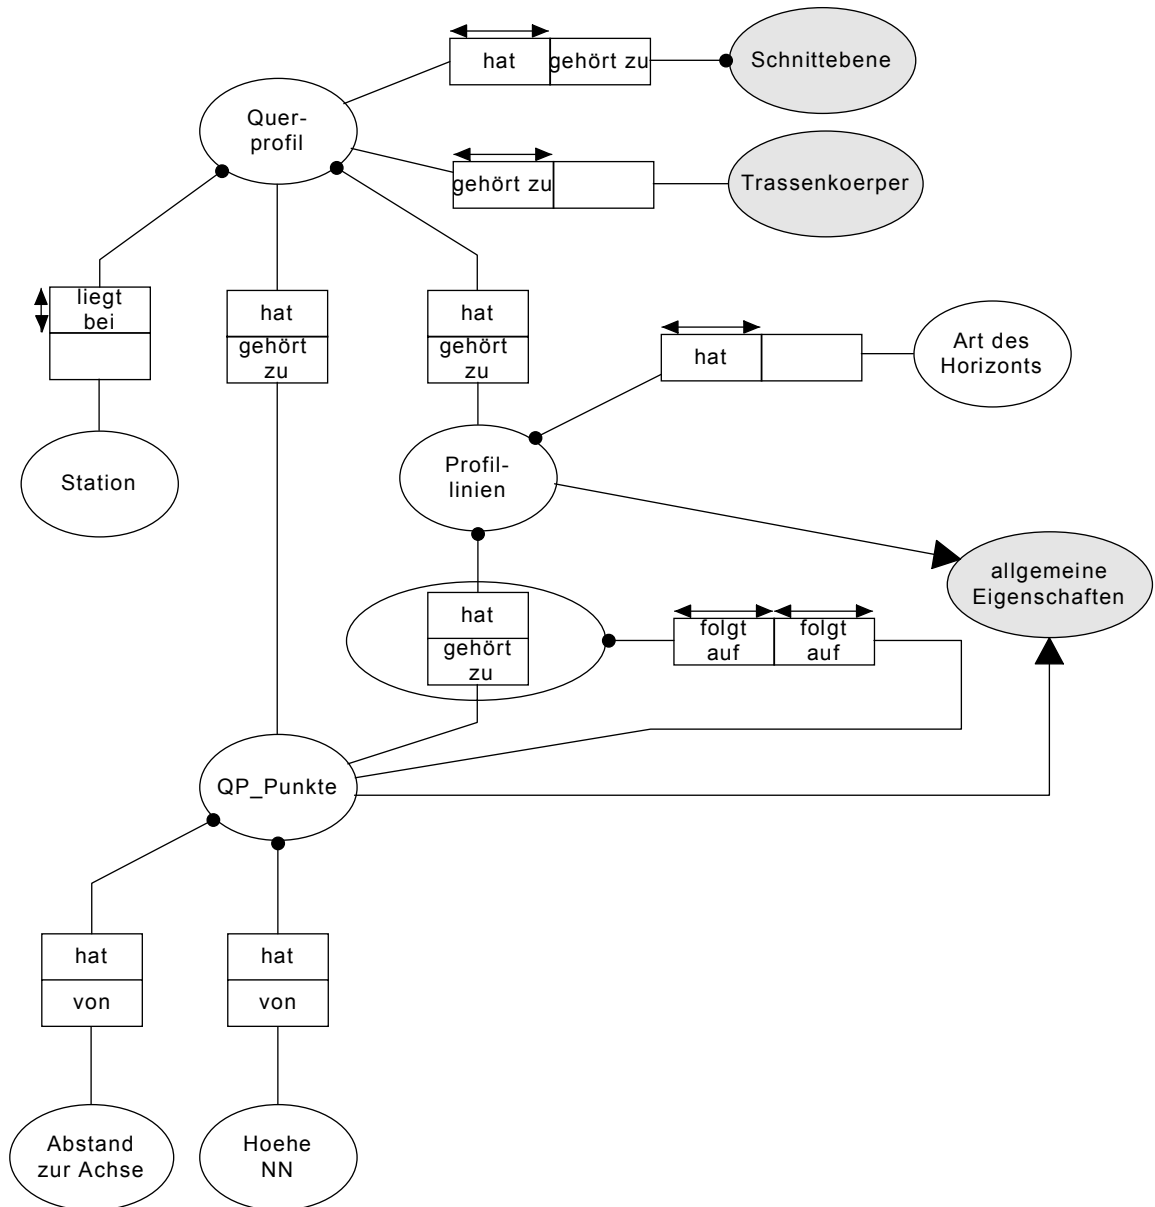 hat
gehört zu
Schnittebene
Quer-
profil
gehört zu
Trassenkoerper
liegt
bei
hat
gehört
zu
hat
gehört
zu
hat
Art des
Horizonts
Station
Profil-
linien
allgemeine
Eigenschaften
hat
gehört
zu
folgt
auf
folgt
auf
QP_Punkte
hat
von
hat
von
Abstand
zur Achse
Hoehe
NN